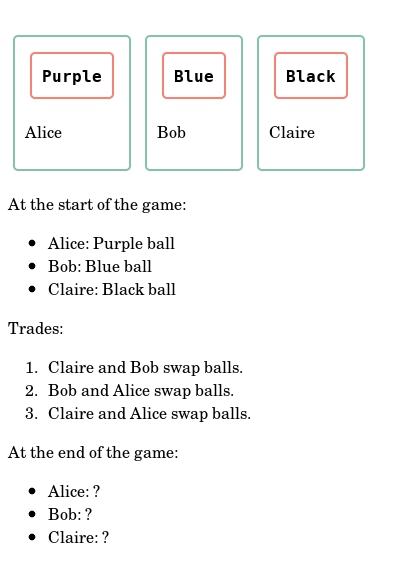 Purple Blue Black
Alice Bob Claire
At the start of the game:
• Alice: Purple ball
• Bob: Blue ball
• Claire: Black ball
Trades:
1. Claire and Bob swap balls.
2. Bob and Alice swap balls.
3. Claire and Alice swap balls.
At the end of the game:
• Alice: ?
• Bob: ?
• Claire: ?